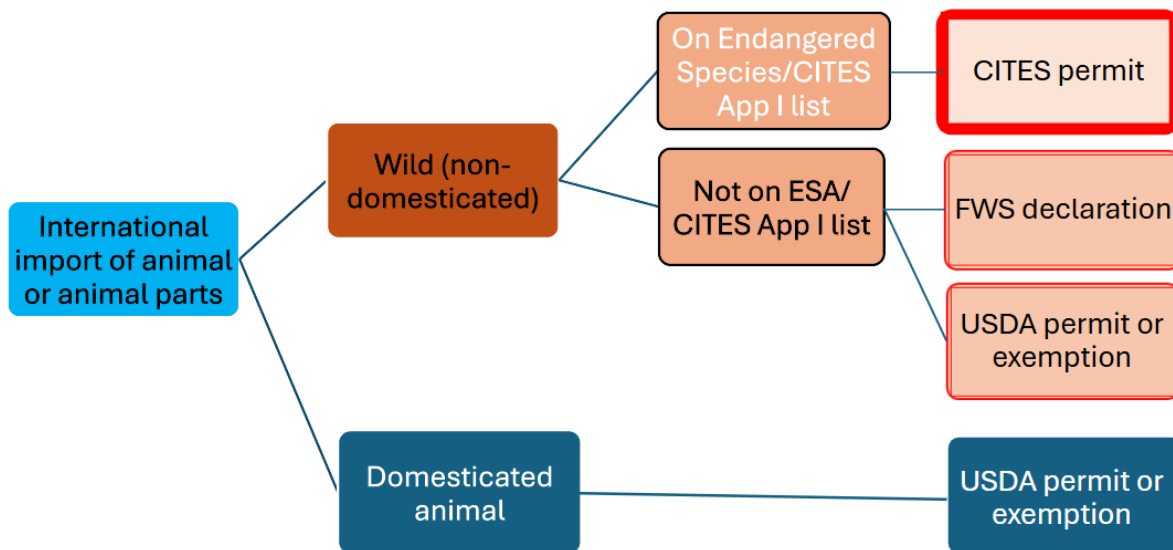 On Endangered
Species/CITES
App I list
CITES permit
Wild (non-
domesticated)
Not on ESA/
CITES App I list
FWS declaration
International
import of animal
or animal parts
USDA permit or
exemption
Domesticated
animal
USDA permit or
exemption